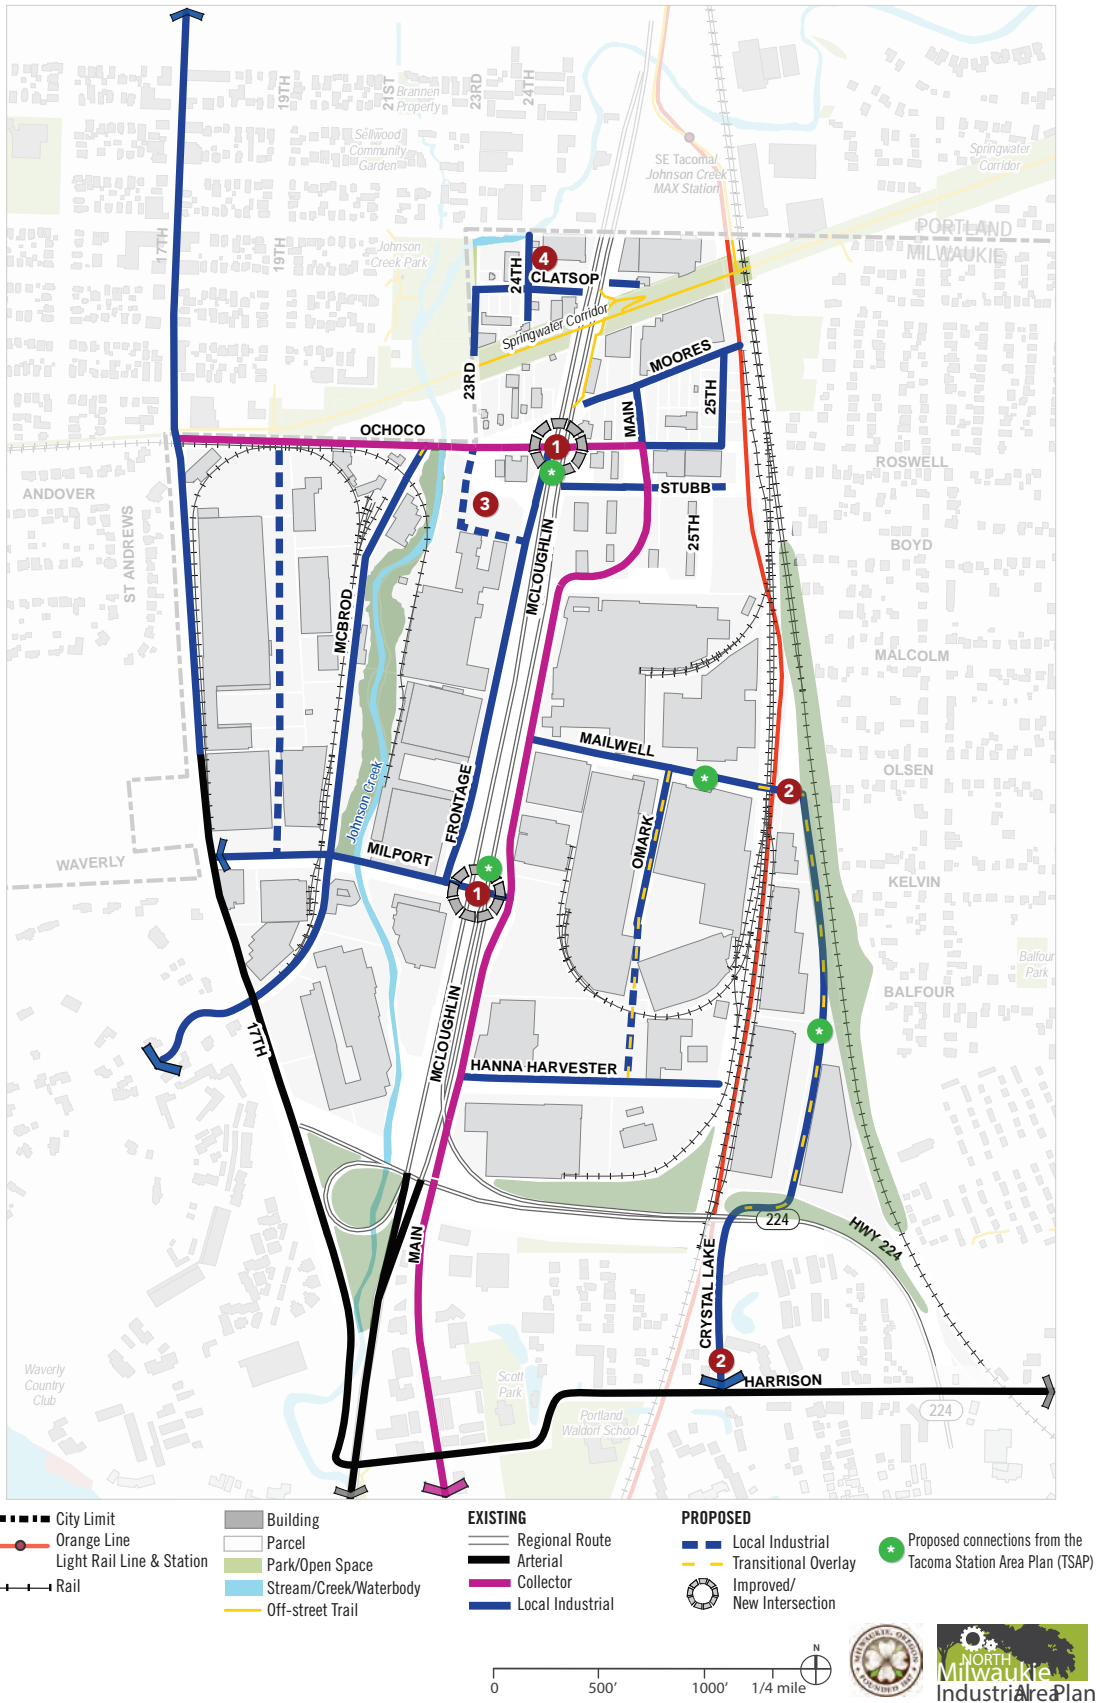 19TH
21ST
23RD
24TH
Brannen
Property
Sellwood
Community
Garden
SE Tacoma/
Johnson Creek
MAX Station
Springwater
Corridor
17TH
19TH
Johnson
Creek Park
PORTLAND
MILWAUKIE
24TH
4
CLATSOP
Springwater Corridor
MOORES
23RD
MAIN
25TH
OCHOCO
1
*
ROSWELL
ANDOVER
3
STUBB
ST ANDREWS
MCLOUGHLIN
25TH
BOYD
MCBROD
MALCOLM
MAILWELL
*
2
OLSEN
Johnson Creek
FRONTAGE
OMARK
WAVERLY
MILPORT
*
1
KELVIN
Balfour
Park
BALFOUR
MCLOUGHLIN
17TH
*
HANNA HARVESTER
224
HWY 224
MAIN
CRYSTAL LAKE
2
HARRISON
Waverly
Country
Club
Scott
Park
Portland
Waldorf School
224
City Limit
Orange Line
Light Rail Line & Station
Rail
Building
Parcel
Park/Open Space
Stream/Creek/Waterbody
Off-street Trail
EXISTING
Regional Route
Arterial
Collector
Local Industrial
PROPOSED
Local Industrial
Transitional Overlay
Improved/
New Intersection
* Proposed connections from the
Tacoma Station Area Plan (TSAP)
0 500’ 1000’ 1/4 mile
N
MILWAUKIE, OREGON
FOUNDED 1847
NORTH
Milwaukie
Industrial Area Plan